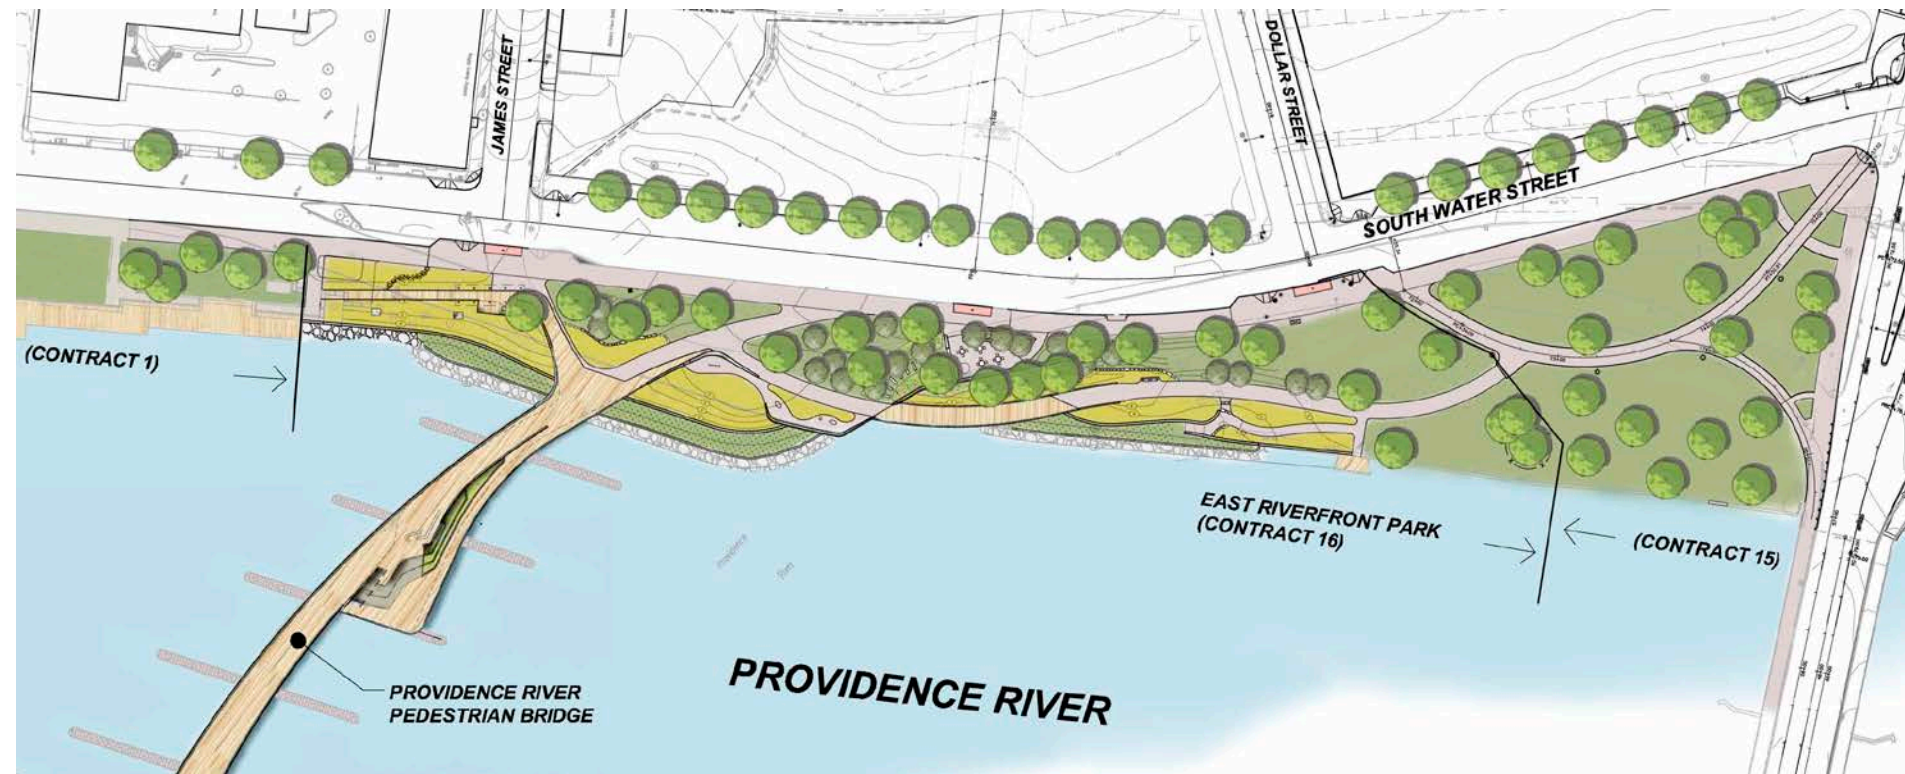 JAMES STREET
DOLLAR STREET
SOUTH WATER STREET
(CONTRACT 1)
EAST RIVERFRONT PARK
(CONTRACT 16)
(CONTRACT 15)
PROVIDENCE RIVER
PROVIDENCE RIVER
PEDESTRIAN BRIDGE